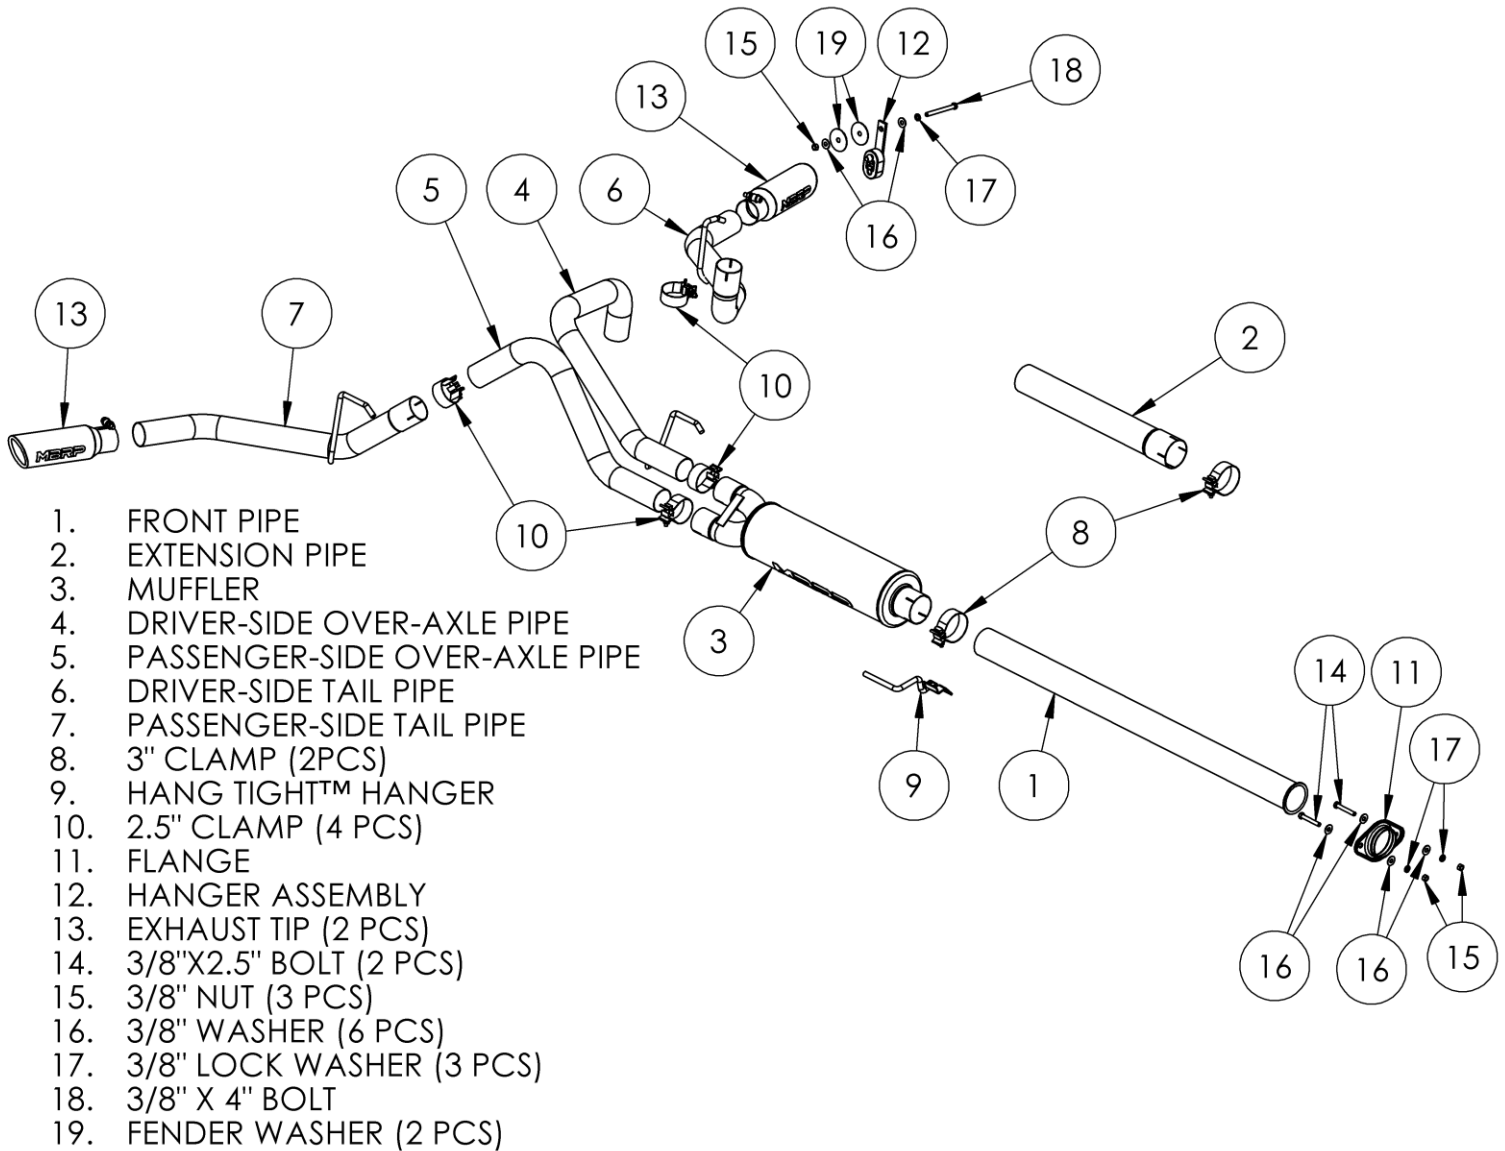 15
19
12
18
13
5
4
6
17
16
MBRP
13
7
2
10
MBRP
10
8
3
14
11
17
9
1
16
16
15
1. FRONT PIPE
2. EXTENSION PIPE
3. MUFFLER
4. DRIVER-SIDE OVER-AXLE PIPE
5. PASSENGER-SIDE OVER-AXLE PIPE
6. DRIVER-SIDE TAIL PIPE
7. PASSENGER-SIDE TAIL PIPE
8. 3" CLAMP (2PCS)
9. HANG TIGHT™ HANGER
10. 2.5" CLAMP (4 PCS)
11. FLANGE
12. HANGER ASSEMBLY
13. EXHAUST TIP (2 PCS)
14. 3/8"X2.5" BOLT (2 PCS)
15. 3/8" NUT (3 PCS)
16. 3/8" WASHER (6 PCS)
17. 3/8" LOCK WASHER (3 PCS)
18. 3/8" X 4" BOLT
19. FENDER WASHER (2 PCS)